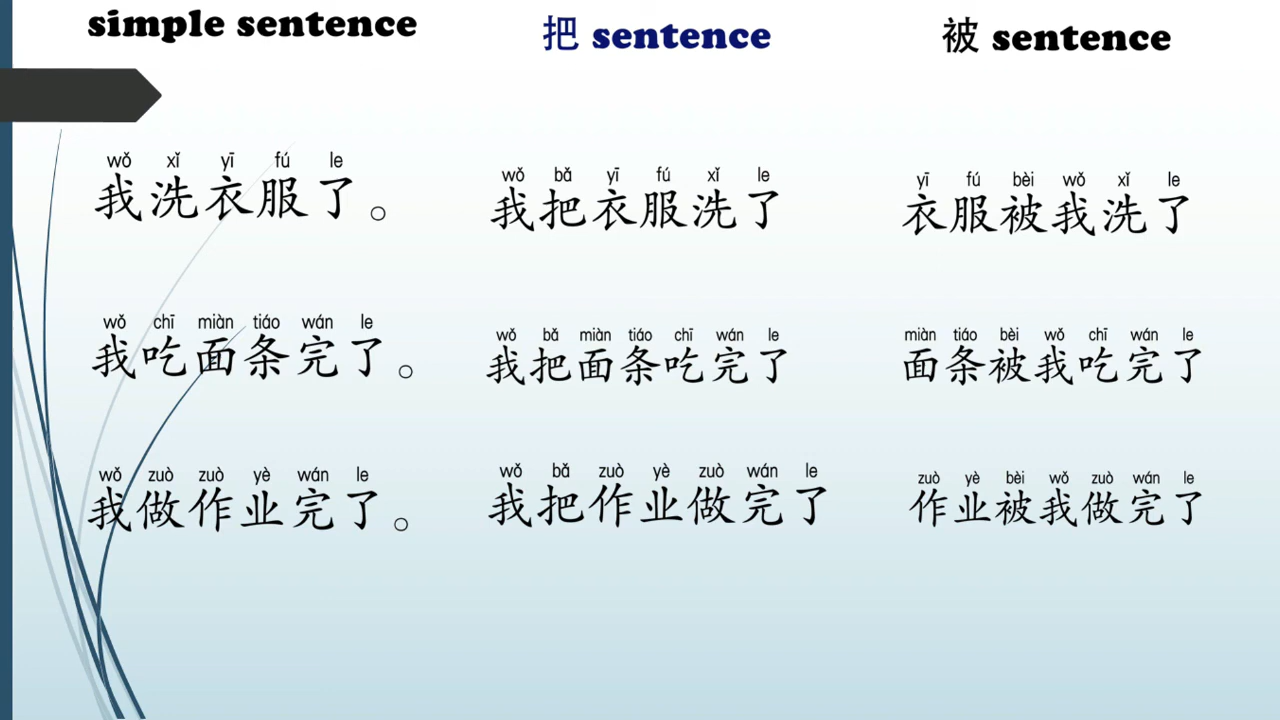 simple sentence
把 sentence
被 sentence
wǒ xǐ yī fú le
我洗衣服了。
wǒ bǎ yī fú xǐ le
我把衣服洗了
yī fú bèi wǒ xǐ le
衣服被我洗了
wǒ chī miàn tiáo wán le
我吃面条完了。
wǒ bǎ miàn tiáo chī wán le
我把面条吃完了
miàn tiáo bèi wǒ chī wán le
面条被我吃完了
wǒ zuò zuò yè wán le
我做作业完了。
wǒ bǎ zuò yè zuò wán le
我把作业做完了
zuò yè bèi wǒ zuò wán le
作业被我做完了